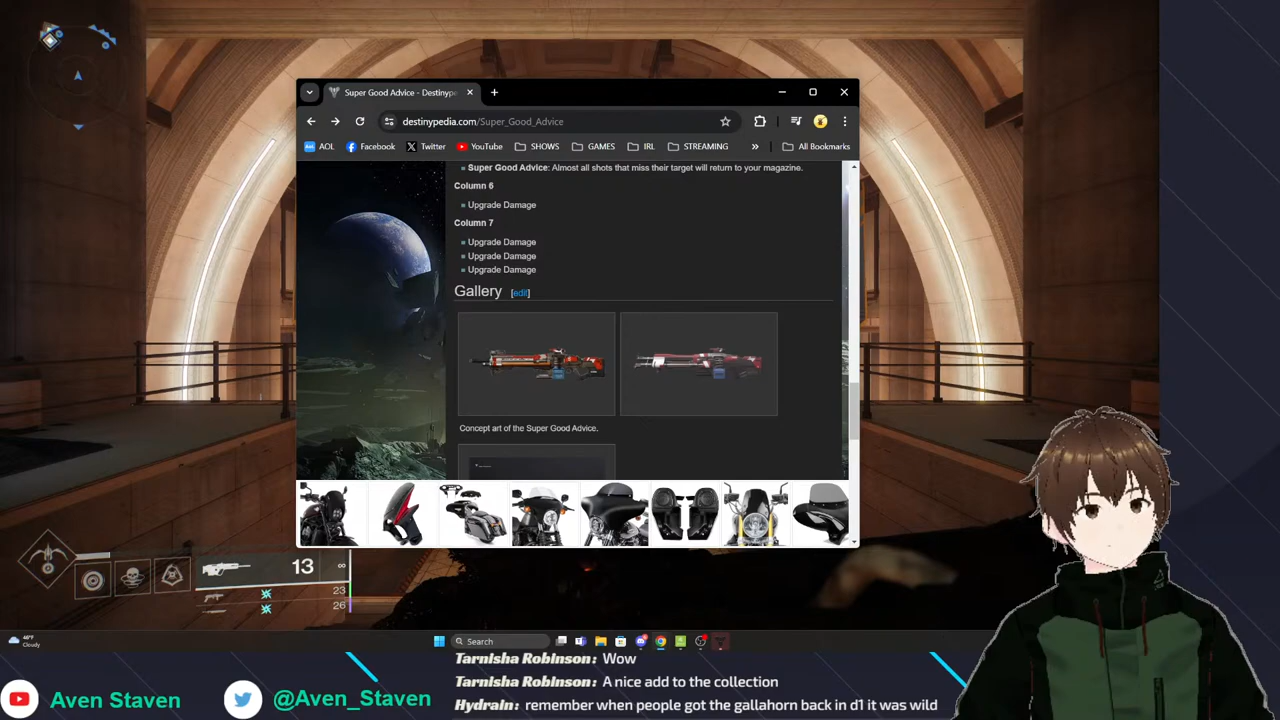 Super Good Advice - Destinype
destinypedia.com/Super_Good_Advice
AOL Facebook Twitter YouTube SHOWS GAMES IRL STREAMING » All Bookmarks
Super Good Advice: Almost all shots that miss their target will return to your magazine.
Column 6
Upgrade Damage
Column 7
Upgrade Damage
Upgrade Damage
Upgrade Damage
Gallery [edit]
Concept art of the Super Good Advice.
13 ∞
23
26
48°F
Cloudy
Search
Tarnisha Robinson: Wow
Tarnisha Robinson: A nice add to the collection
Hydrain: remember when people got the gallahorn back in d1 it was wild
Aven Staven
@Aven_Staven